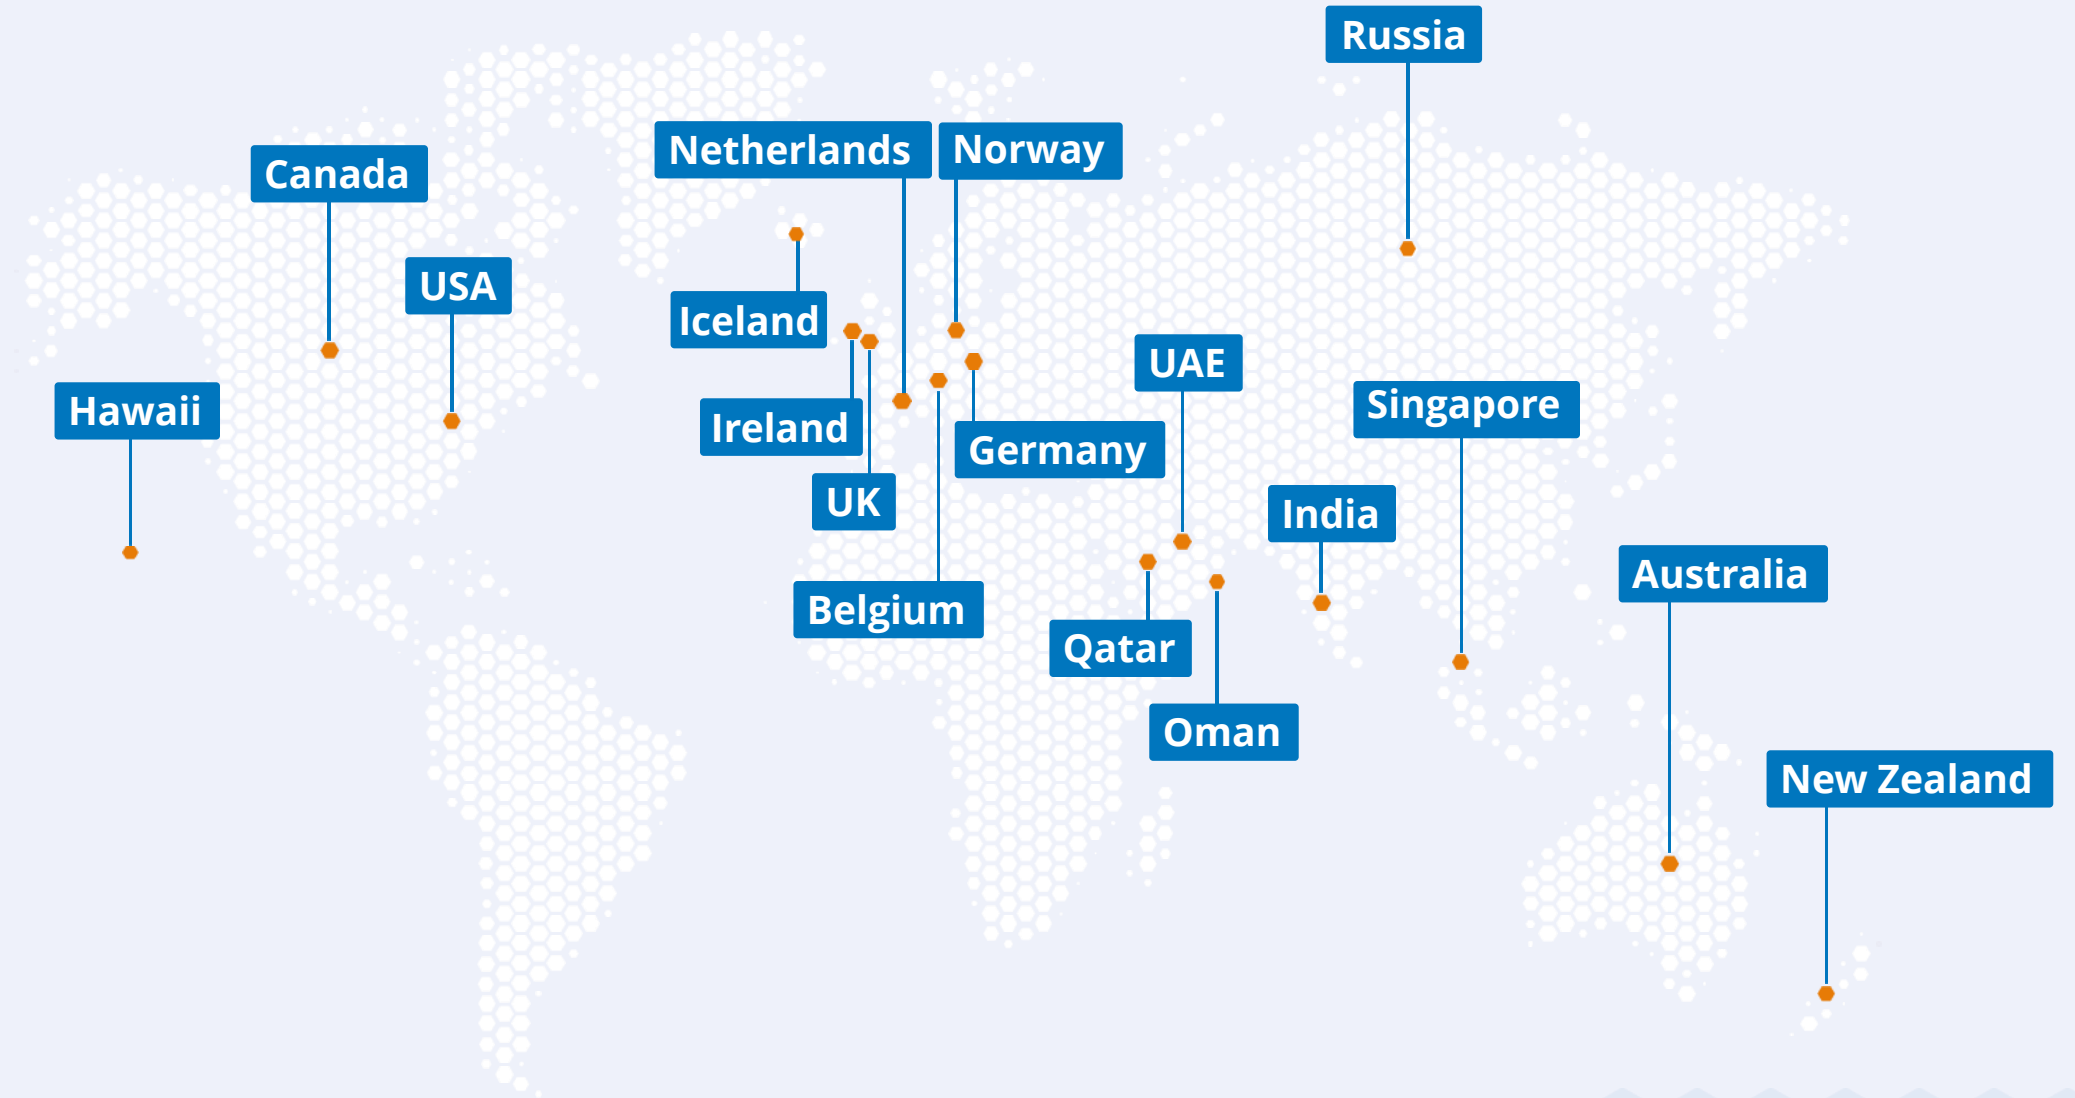 Russia
Netherlands
Norway
Canada
USA
Iceland
UAE
Hawaii
Singapore
Ireland
Germany
UK
India
Australia
Belgium
Qatar
Oman
New Zealand